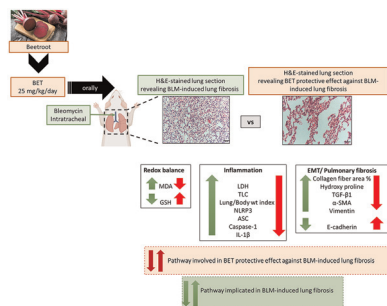 Beetroot
BET
25 mg/kg/day
orally
Bleomycin
Intratracheal
H&E-stained lung section
revealing BLM-induced lung fibrosis
H&E-stained lung section
revealing BET protective effect against BLM-
induced lung fibrosis
vs
Redox balance
MDA
GSH
Inflammation
LDH
TLC
Lung/Body wt index
NLRP3
ASC
Caspase-1
IL-1β
EMT/ Pulmonary fibrosis
Collagen fiber area %
Hydroxy proline
TGF-β1
α-SMA
Vimentin
E-cadherin
Pathway involved in BET protective effect against BLM-induced lung fibrosis
Pathway implicated in BLM-induced lung fibrosis